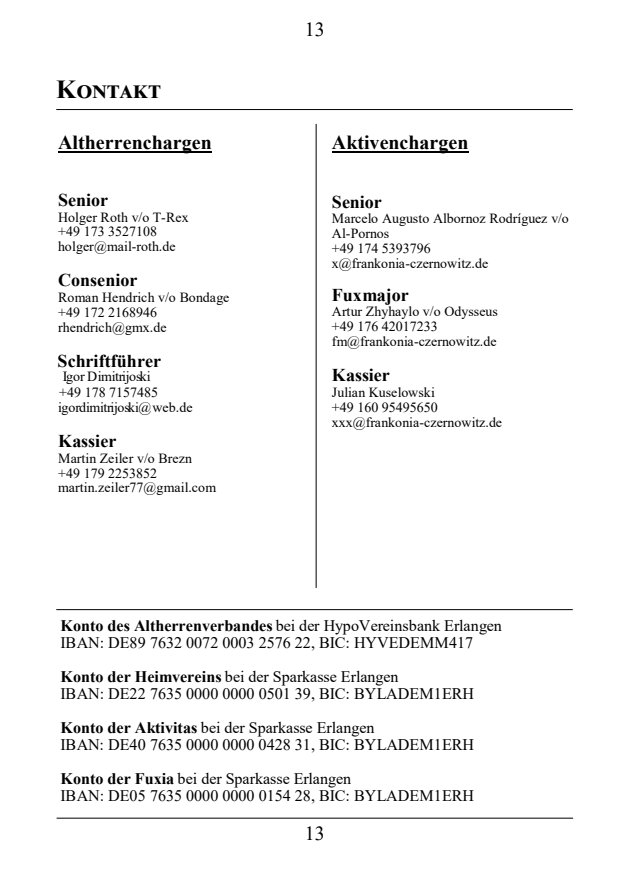 13
KONTAKT
Altherrenchargen
Senior
Holger Roth v/o T-Rex
+49 173 3527108
holger@mail-roth.de
Consenior
Roman Hendrich v/o Bondage
+49 172 2168946
rhendrich@gmx.de
Schriftführer
Igor Dimitrijoski
+49 178 7157485
igordimitrijoski@web.de
Kassier
Martin Zeiler v/o Brezn
+49 179 2253852
martin.zeiler77@gmail.com
Aktivenchargen
Senior
Marcelo Augusto Albornoz Rodríguez v/o
Al-Pornos
+49 174 5393796
x@frankonia-czernowitz.de
Fuxmajor
Artur Zhyhaylo v/o Odysseus
+49 176 42017233
fm@frankonia-czernowitz.de
Kassier
Julian Kuselowski
+49 160 95495650
xxx@frankonia-czernowitz.de
Konto des Altherrenverbandes bei der HypoVereinsbank Erlangen
IBAN: DE89 7632 0072 0003 2576 22, BIC: HYVEDEMM417
Konto der Heimvereins bei der Sparkasse Erlangen
IBAN: DE22 7635 0000 0000 0501 39, BIC: BYLADEM1ERH
Konto der Aktivitas bei der Sparkasse Erlangen
IBAN: DE40 7635 0000 0000 0428 31, BIC: BYLADEM1ERH
Konto der Fuxia bei der Sparkasse Erlangen
IBAN: DE05 7635 0000 0000 0154 28, BIC: BYLADEM1ERH
13